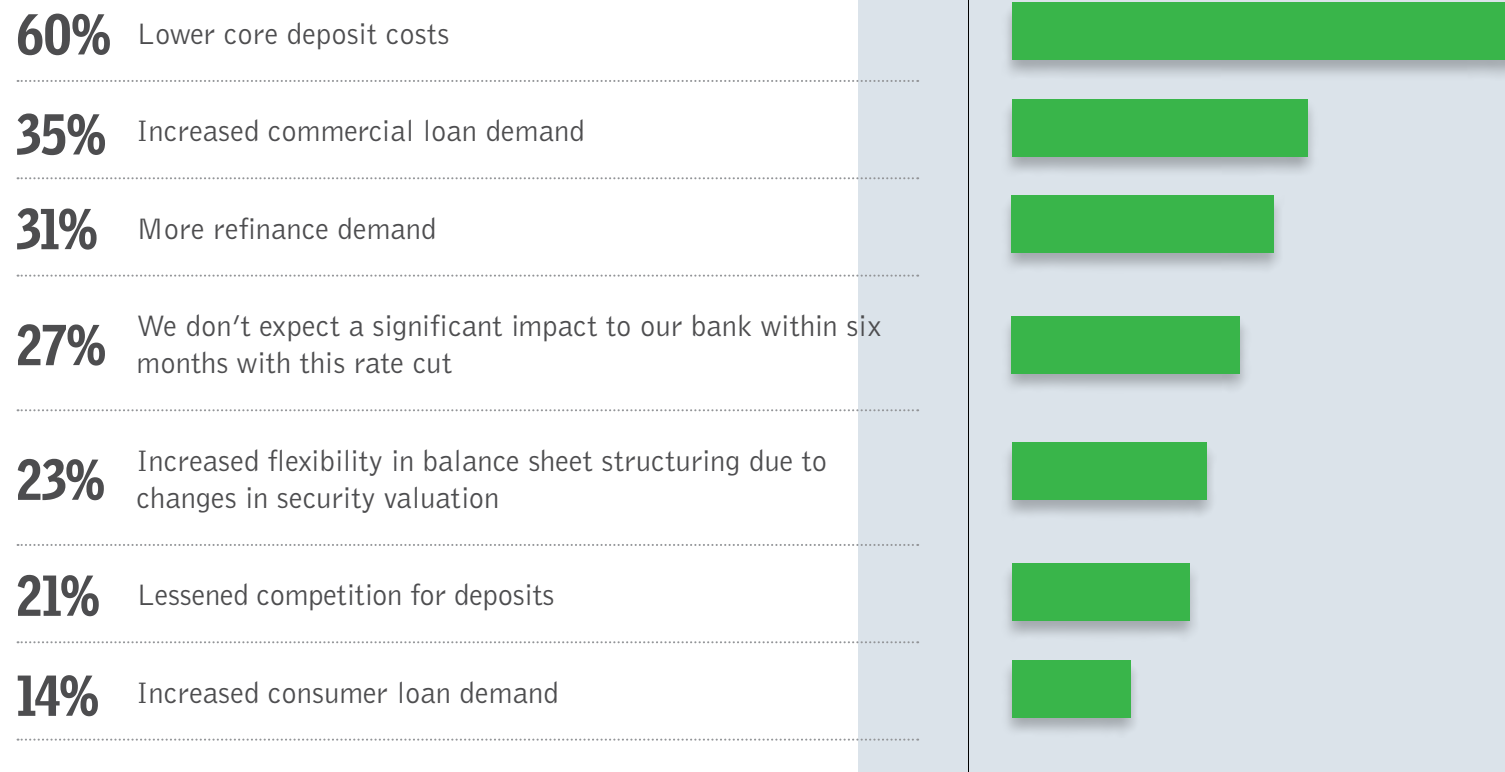 60% Lower core deposit costs
35% Increased commercial loan demand
31% More refinance demand
27% We don’t expect a significant impact to our bank within six
months with this rate cut
23% Increased flexibility in balance sheet structuring due to
changes in security valuation
21% Lessened competition for deposits
14% Increased consumer loan demand